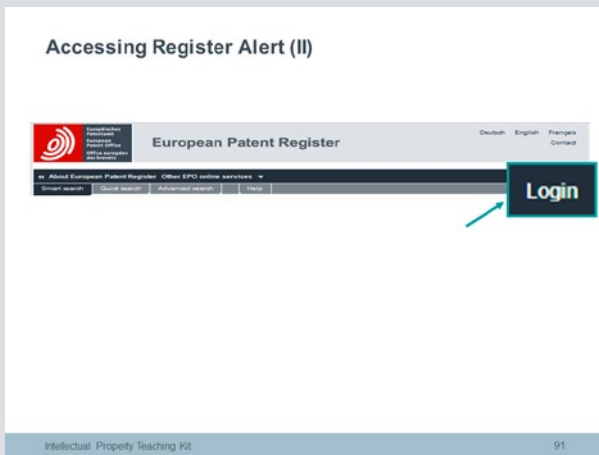 Accessing Register Alert (II)
Europäisches
Patentamt
European
Patent Office
Office européen
des brevets
European Patent Register
Deutsch English Français
Contact
« About European Patent Register Other EPO online services ▾
Smart search Quick search Advanced search Help
Login
Intellectual Property Teaching Kit 91